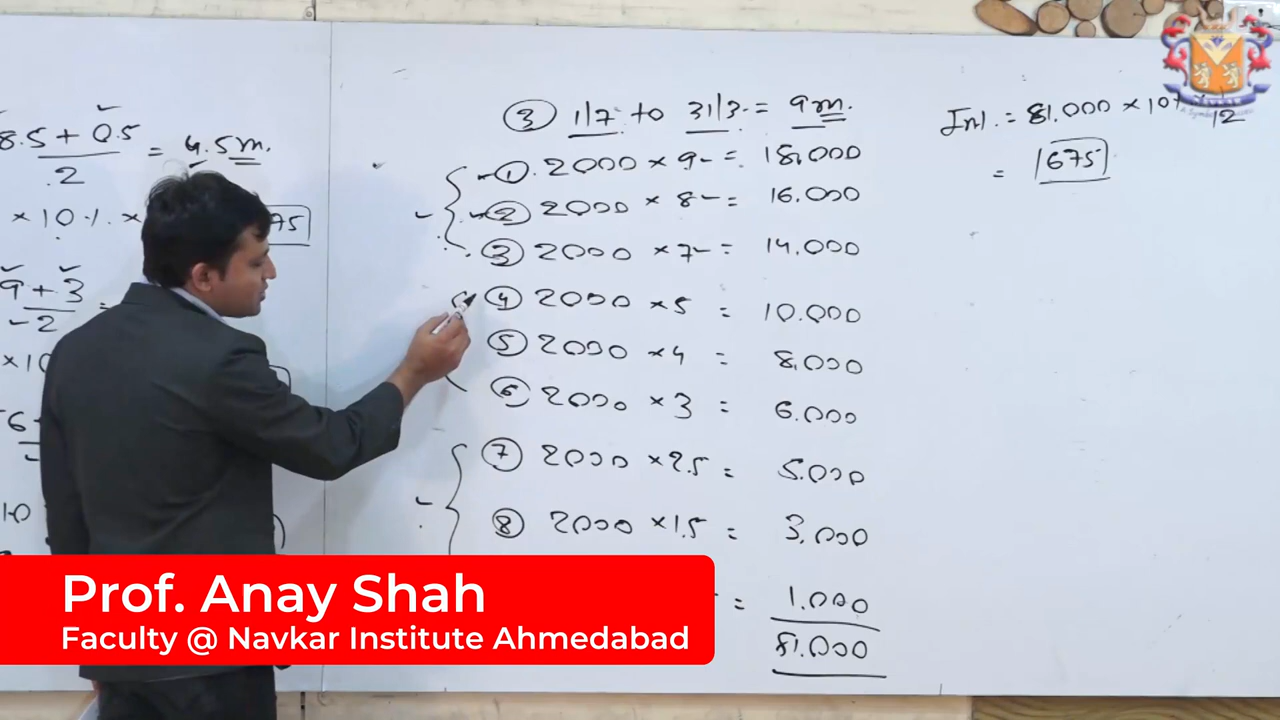 8.5 + 0.5 / 2 = 4.5m.
×10.1. × 75
9 + 3 / 2 =
×10
6
10
③ 1/7 to 31/3 = 9m.
① 2000 × 9 = 18,000
② 2000 × 8 = 16.000
③ 2000 × 7 = 14.000
④ 2000 × 5 = 10.000
⑤ 2000 × 4 = 8,000
⑥ 2000 × 3 = 6.000
⑦ 2000 × 2.5 = 5.000
⑧ 2000 × 1.5 = 3.000
= 1.000
81.000
Int. = 81.000 × 10 12
= 1675
Prof. Anay Shah
Faculty @ Navkar Institute Ahmedabad